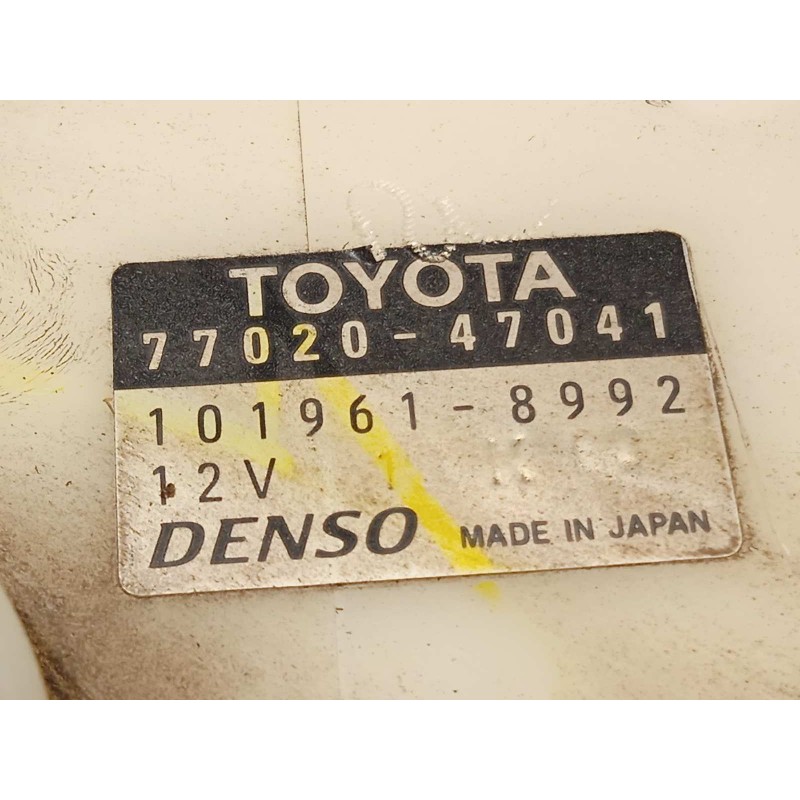 TOYOTA
77020-47041
101961-8992
12V
DENSO MADE IN JAPAN